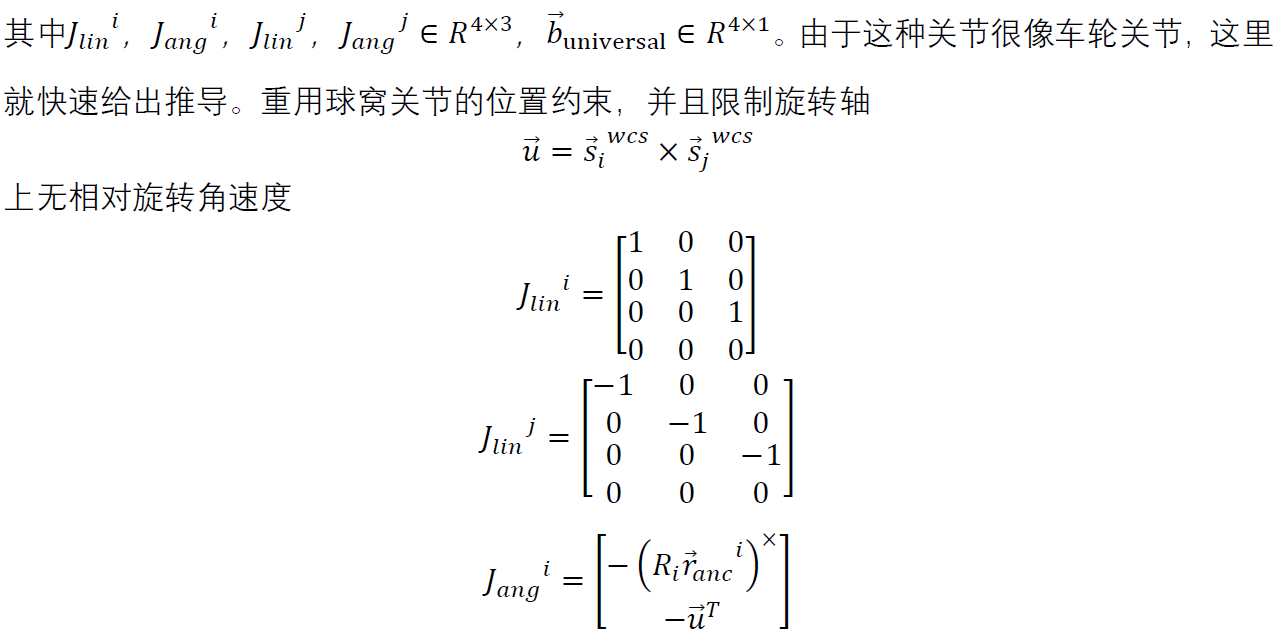 其中$J_{lin}{}^{i}$，$J_{ang}{}^{i}$，$J_{lin}{}^{j}$，$J_{ang}{}^{j} \in R^{4\times3}$，$\vec{b}_{\text{universal}} \in R^{4\times1}$。由于这种关节很像车轮关节，这里
就快速给出推导。重用球窝关节的位置约束，并且限制旋转轴
$\vec{u} = \vec{s}_i{}^{wcs} \times \vec{s}_j{}^{wcs}$
上无相对旋转角速度
$J_{lin}{}^{i} = \begin{bmatrix} 1 & 0 & 0 \\ 0 & 1 & 0 \\ 0 & 0 & 1 \\ 0 & 0 & 0 \end{bmatrix}$
$J_{lin}{}^{j} = \begin{bmatrix} -1 & 0 & 0 \\ 0 & -1 & 0 \\ 0 & 0 & -1 \\ 0 & 0 & 0 \end{bmatrix}$
$J_{ang}{}^{i} = \begin{bmatrix} -\left(R_i \vec{r}_{anc}{}^{i}\right)^{\times} \\ -\vec{u}^T \end{bmatrix}$